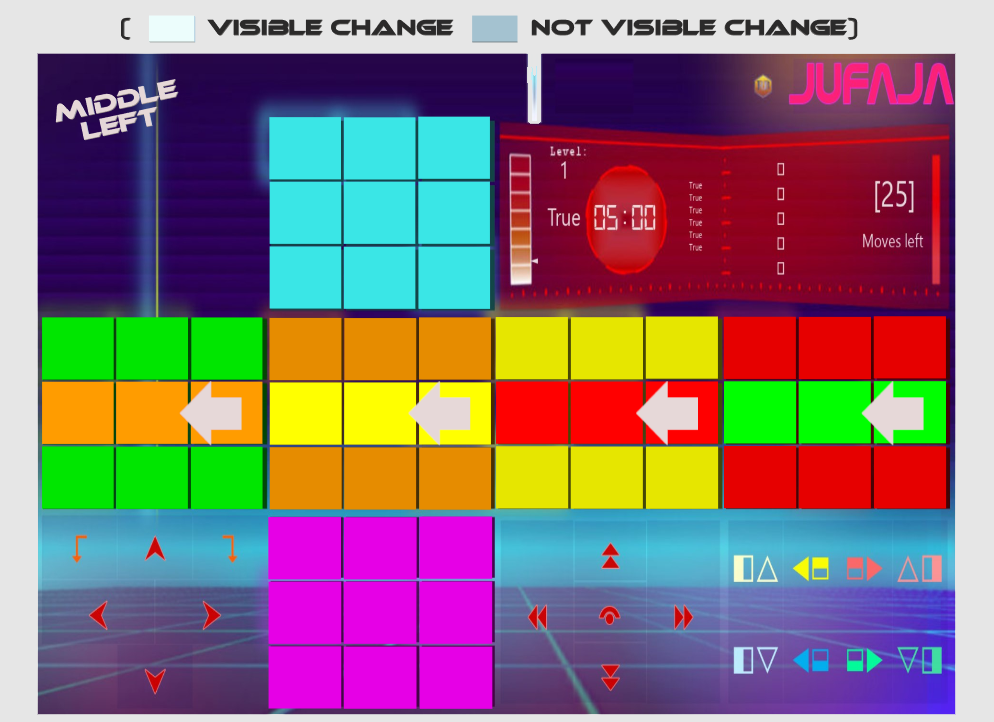 ( VISIBLE CHANGE NOT VISIBLE CHANGE)
MIDDLE
LEFT
JUFAJA
Level:
1
True
05:00
True
True
True
True
True
True
[25]
Moves left